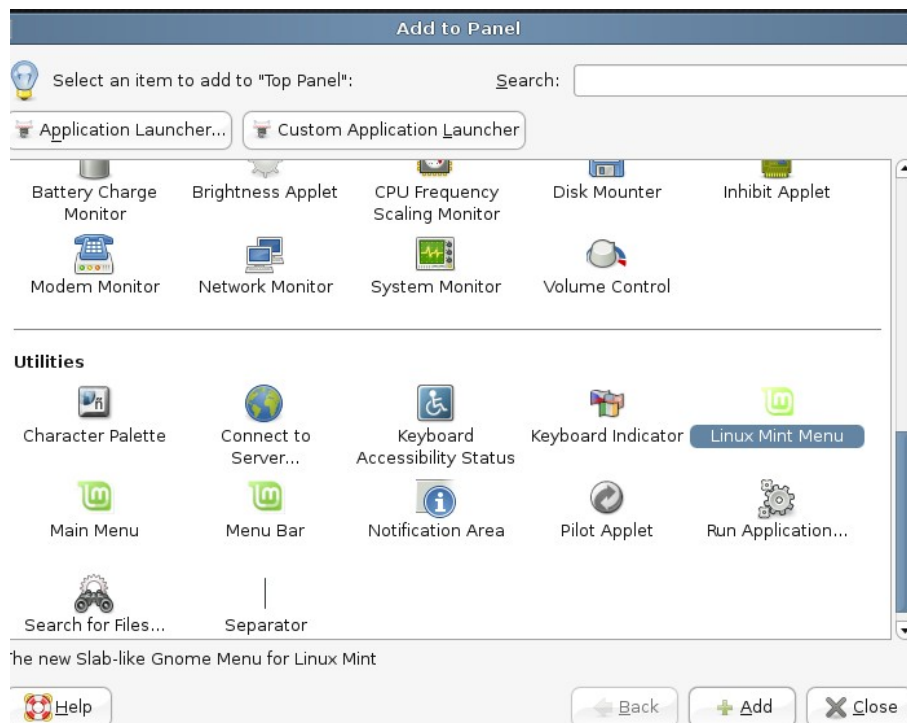 Add to Panel
Select an item to add to "Top Panel": Search:
Application Launcher... Custom Application Launcher
Battery Charge Monitor
Brightness Applet
CPU Frequency Scaling Monitor
Disk Mounter
Inhibit Applet
Modem Monitor
Network Monitor
System Monitor
Volume Control
Utilities
Character Palette
Connect to Server...
Keyboard Accessibility Status
Keyboard Indicator
Linux Mint Menu
Main Menu
Menu Bar
Notification Area
Pilot Applet
Run Application...
Search for Files...
Separator
The new Slab-like Gnome Menu for Linux Mint
Help Back Add Close